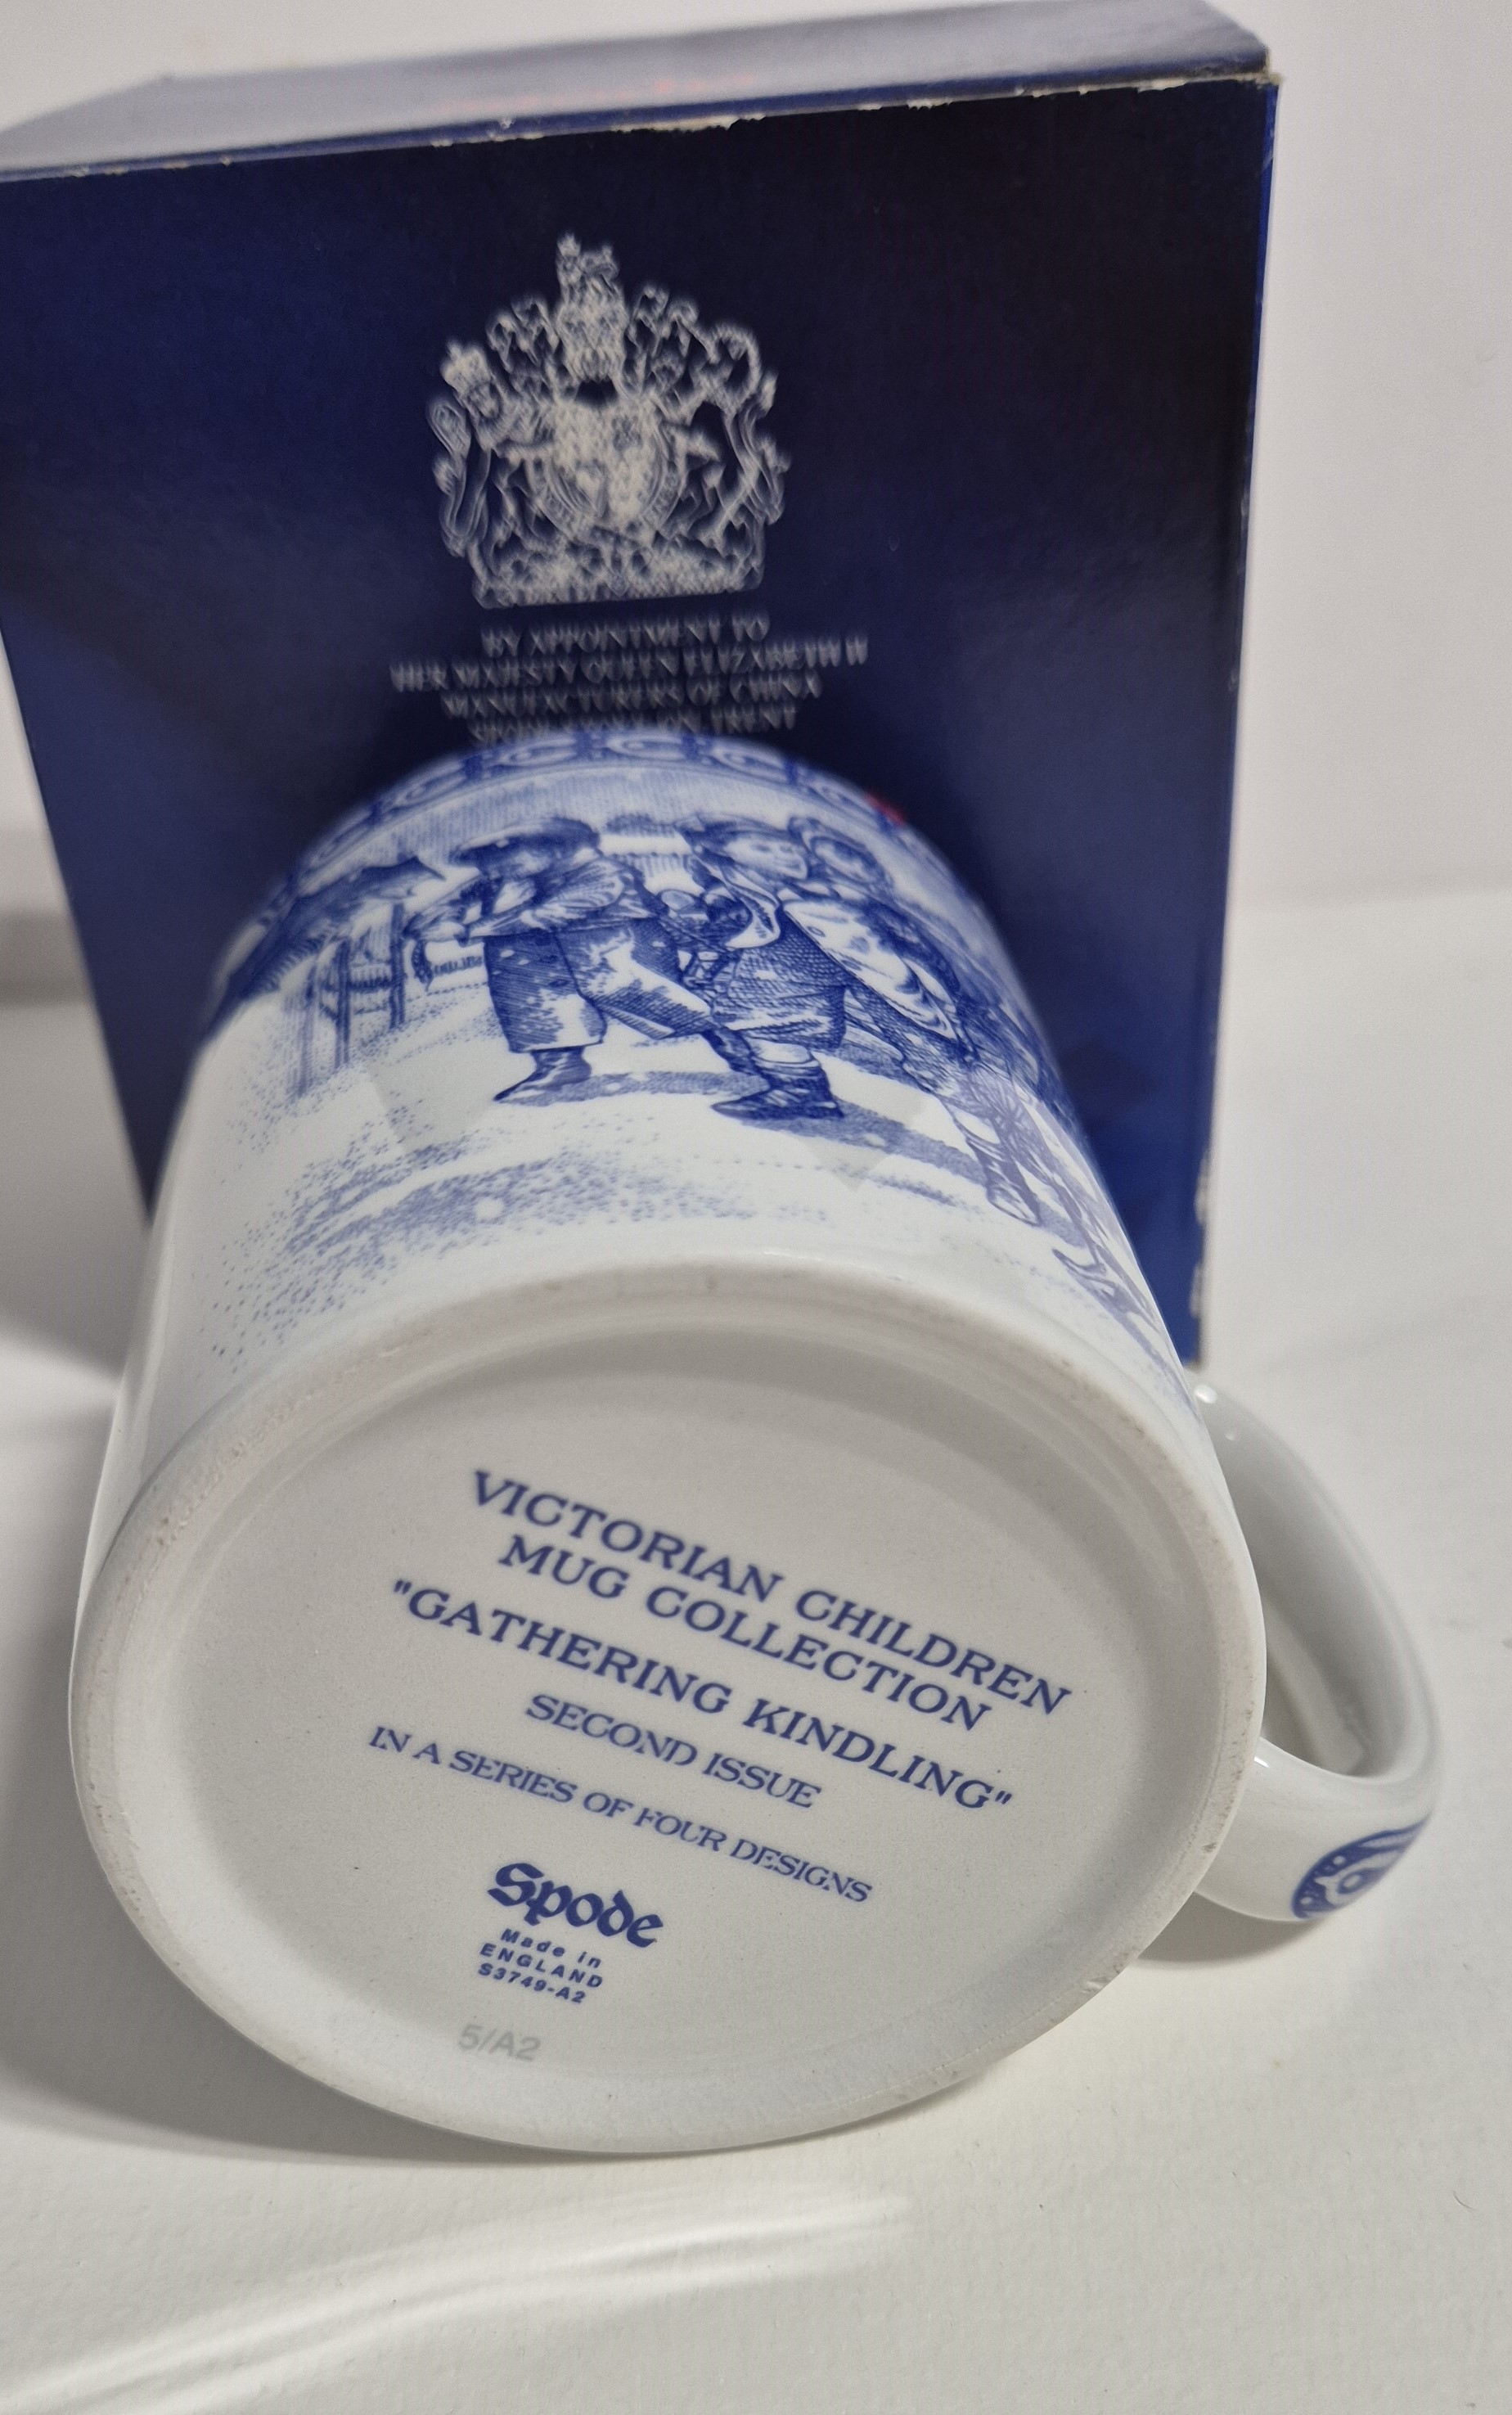 BY APPOINTMENT TO
HER MAJESTY QUEEN ELIZABETH II
MANUFACTURERS OF CHINA
TRENT
VICTORIAN CHILDREN
MUG COLLECTION
"GATHERING KINDLING"
SECOND ISSUE
IN A SERIES OF FOUR DESIGNS
Spode
Made in
ENGLAND
S3749-A2
5/A2